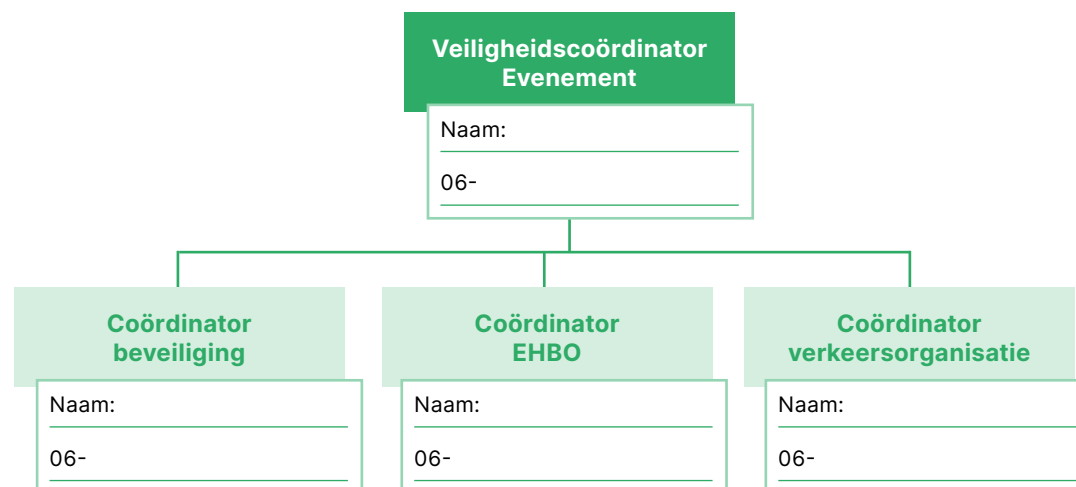 Veiligheidscoördinator
Evenement
Naam:
06-
Coördinator
beveiliging
Naam:
06-
Coördinator
EHBO
Naam:
06-
Coördinator
verkeersorganisatie
Naam:
06-